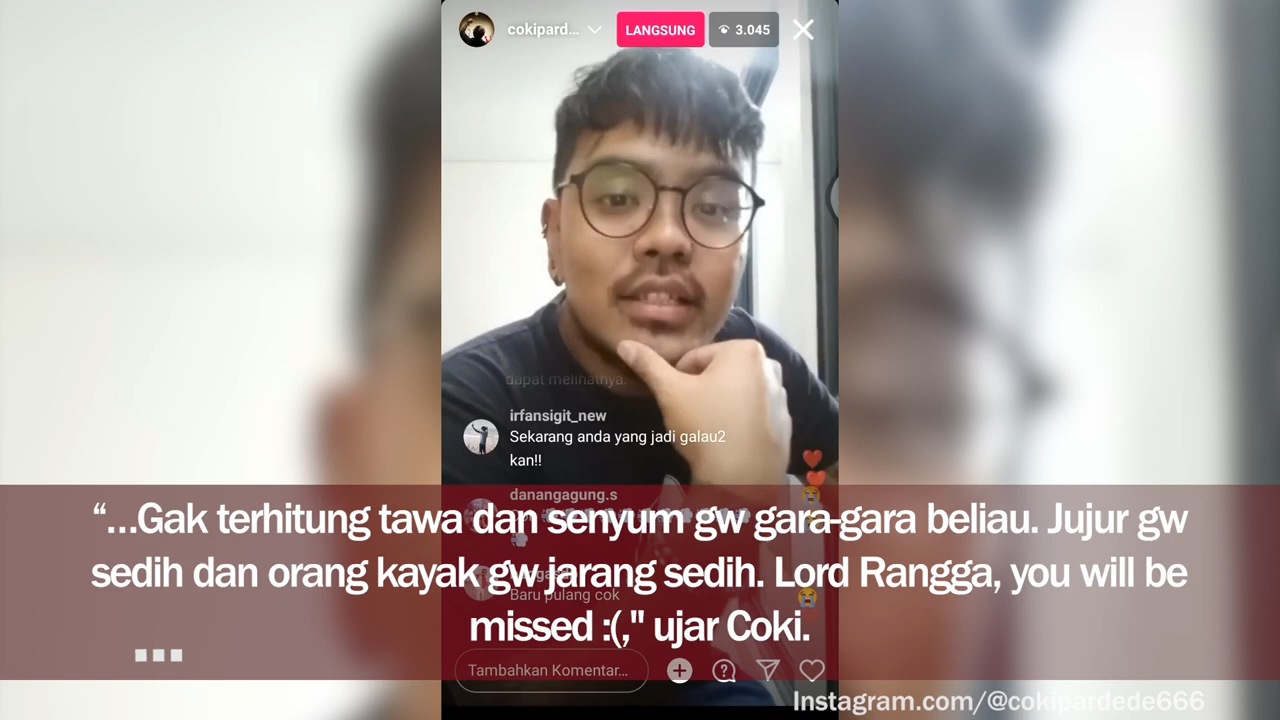 cokipard...
LANGSUNG
3.045
dapat melihatnya.
irfansigit_new
Sekarang anda yang jadi galau2
kan!!
danangagung.s
“...Gak terhitung tawa dan senyum gw gara-gara beliau. Jujur gw
sedih dan orang kayak gw jarang sedih. Lord Rangga, you will be
Baru pulang cok
missed :(," ujar Coki.
...
Tambahkan Komentar...
Instagram.com/@cokipardede666